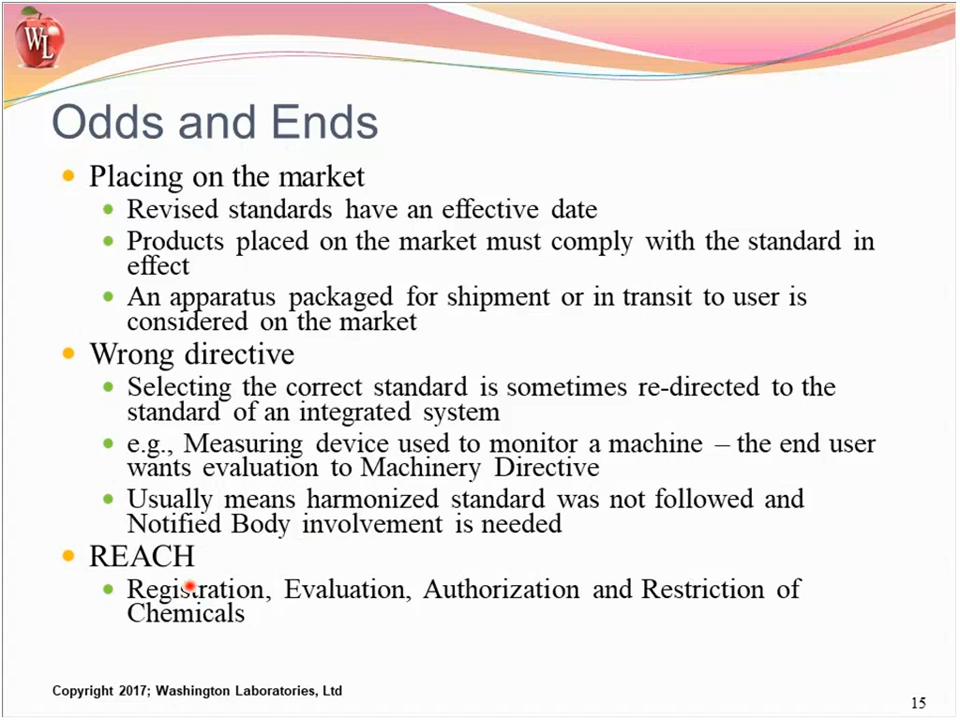 WL
Odds and Ends
Placing on the market
Revised standards have an effective date
Products placed on the market must comply with the standard in
effect
An apparatus packaged for shipment or in transit to user is
considered on the market
Wrong directive
Selecting the correct standard is sometimes re-directed to the
standard of an integrated system
e.g., Measuring device used to monitor a machine – the end user
wants evaluation to Machinery Directive
Usually means harmonized standard was not followed and
Notified Body involvement is needed
REACH
Registration, Evaluation, Authorization and Restriction of
Chemicals
Copyright 2017; Washington Laboratories, Ltd
15